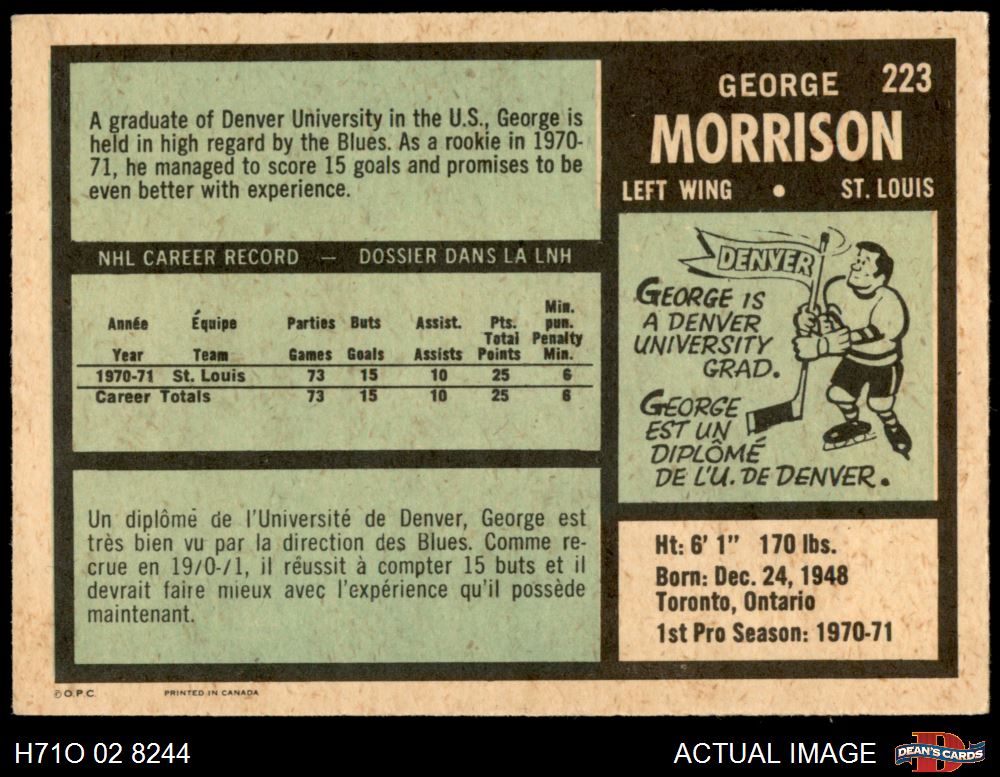 GEORGE 223
MORRISON
LEFT WING • ST. LOUIS
A graduate of Denver University in the U.S., George is
held in high regard by the Blues. As a rookie in 1970-
71, he managed to score 15 goals and promises to be
even better with experience.
NHL CAREER RECORD — DOSSIER DANS LA LNH
Année Équipe Parties Buts Assist. Pts. Min. pun.
Year Team Games Goals Assists Total Points Penalty Min.
1970-71 St. Louis 73 15 10 25 6
Career Totals 73 15 10 25 6
Un diplômé de l'Université de Denver, George est
très bien vu par la direction des Blues. Comme re-
crue en 19/0-/1, il réussit à compter 15 buts et il
devrait faire mieux avec l'expérience qu'il possède
maintenant.
DENVER
GEORGE IS
A DENVER
UNIVERSITY
GRAD.
GEORGE
EST UN
DIPLÔMÉ
DE L'U. DE DENVER.
Ht: 6' 1" 170 lbs.
Born: Dec. 24, 1948
Toronto, Ontario
1st Pro Season: 1970-71
© O.P.C. PRINTED IN CANADA
H71O 02 8244 ACTUAL IMAGE DEAN'S CARDS